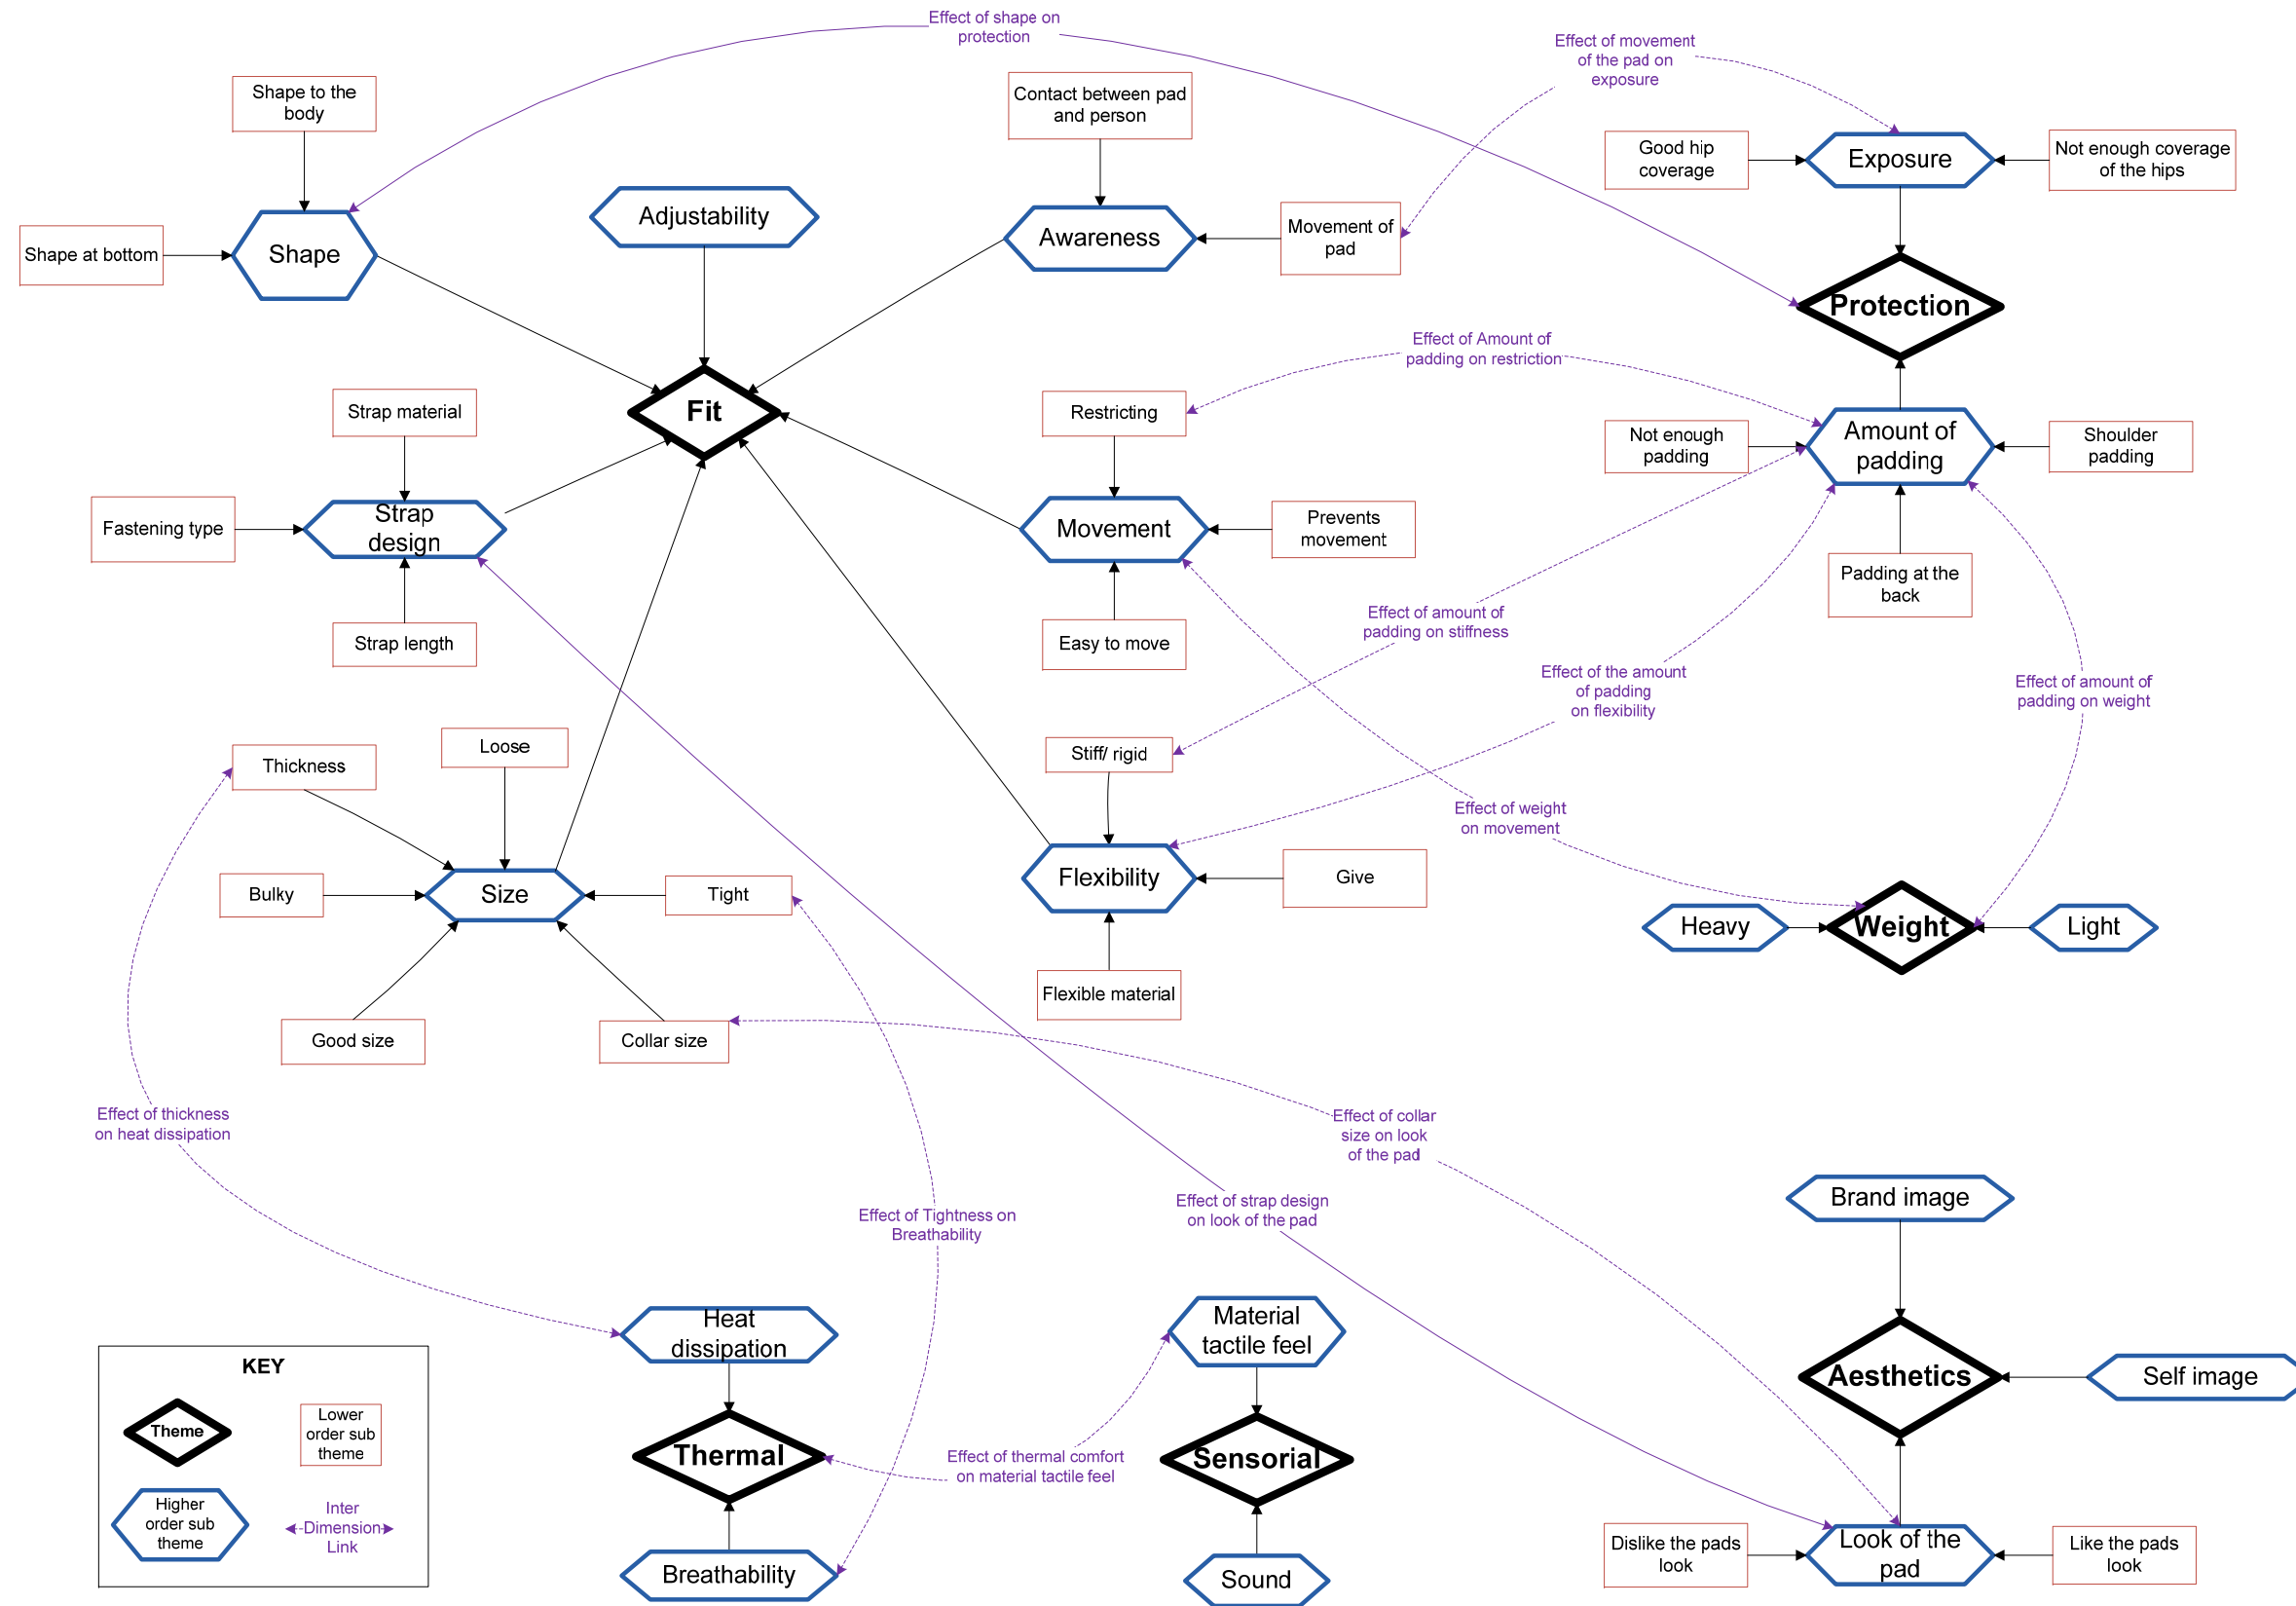 Effect of shape on
protection
Effect of movement
of the pad on
exposure
Shape to the
body
Contact between pad
and person
Good hip
coverage
Exposure
Not enough coverage
of the hips
Adjustability
Shape at bottom
Shape
Awareness
Movement of
pad
Protection
Effect of Amount of
padding on restriction
Strap material
Fit
Restricting
Not enough
padding
Amount of
padding
Shoulder
padding
Fastening type
Strap
design
Movement
Prevents
movement
Padding at the
back
Strap length
Easy to move
Effect of amount of
padding on stiffness
Effect of the amount
of padding
on flexibility
Effect of amount of
padding on weight
Thickness
Loose
Stiff/ rigid
Effect of weight
on movement
Bulky
Size
Tight
Flexibility
Give
Heavy
Weight
Light
Good size
Collar size
Flexible material
Effect of thickness
on heat dissipation
Effect of collar
size on look
of the pad
Effect of Tightness on
Breathability
Effect of strap design
on look of the pad
Brand image
Heat
dissipation
Material
tactile feel
Aesthetics
Self image
Thermal
Effect of thermal comfort
on material tactile feel
Sensorial
Breathability
Sound
Dislike the pads
look
Look of the
pad
Like the pads
look
KEY
Theme
Lower
order sub
theme
Higher
order sub
theme
Inter
Dimension
Link